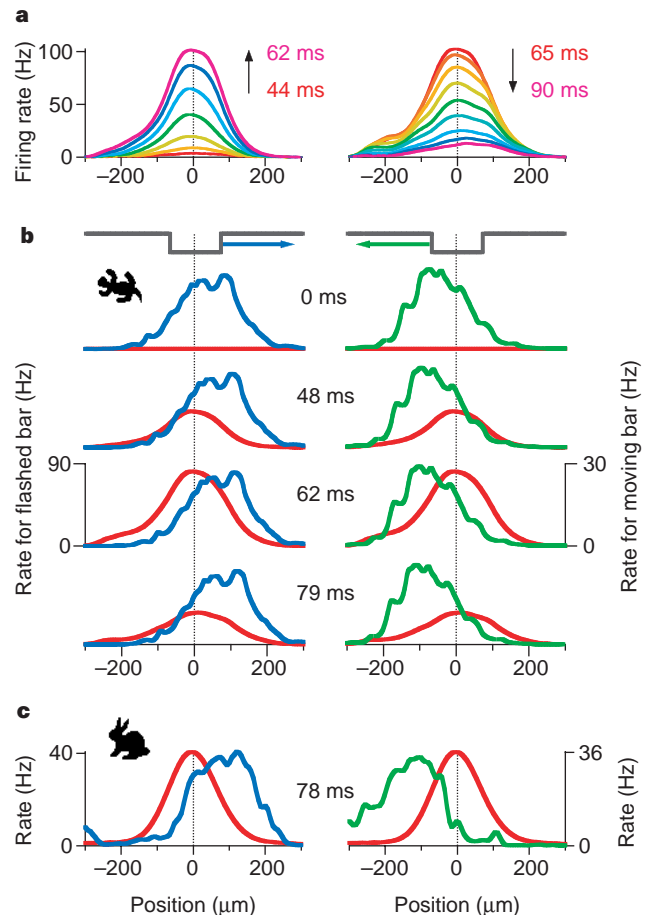 a
Firing rate (Hz)
100
50
0
62 ms
44 ms
65 ms
90 ms
−200 0 200
−200 0 200
b
0 ms
48 ms
62 ms
79 ms
Rate for flashed bar (Hz)
90
0
Rate for moving bar (Hz)
30
0
−200 0 200
−200 0 200
c
Rate (Hz)
40
20
0
78 ms
36
18
0
Rate (Hz)
−200 0 200
−200 0 200
Position (μm)
Position (μm)